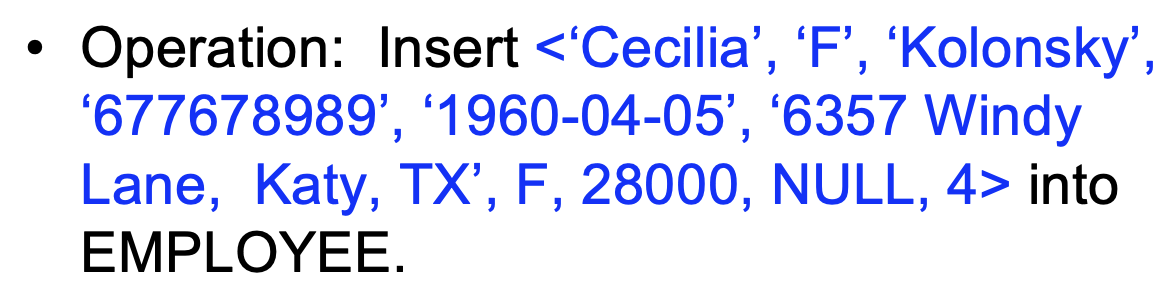 • Operation:  Insert <‘Cecilia’, ‘F’, ‘Kolonsky’,
‘677678989’, ‘1960-04-05’, ‘6357 Windy
Lane,  Katy, TX’, F, 28000, NULL, 4> into
EMPLOYEE.